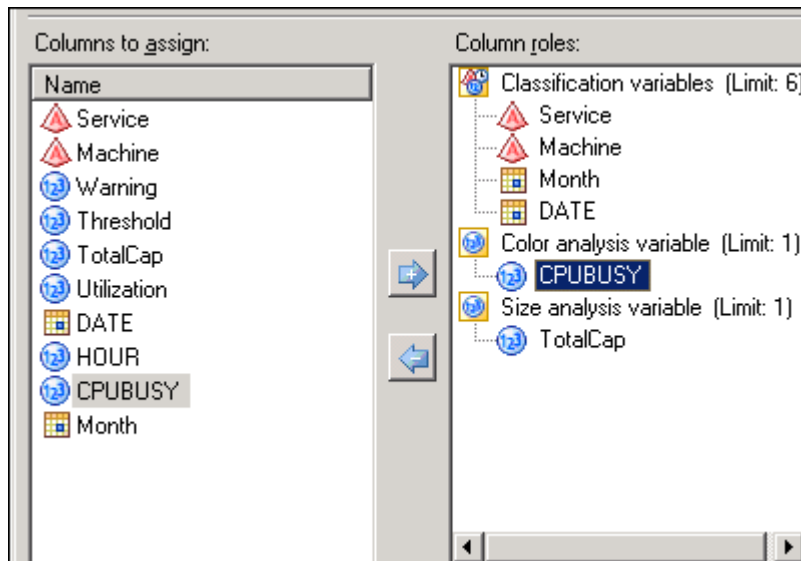 Columns to assign:
Name
Service
Machine
Warning
Threshold
TotalCap
Utilization
DATE
HOUR
CPUBUSY
Month
Column roles:
Classification variables (Limit: 6)
Service
Machine
Month
DATE
Color analysis variable (Limit: 1)
CPUBUSY
Size analysis variable (Limit: 1)
TotalCap